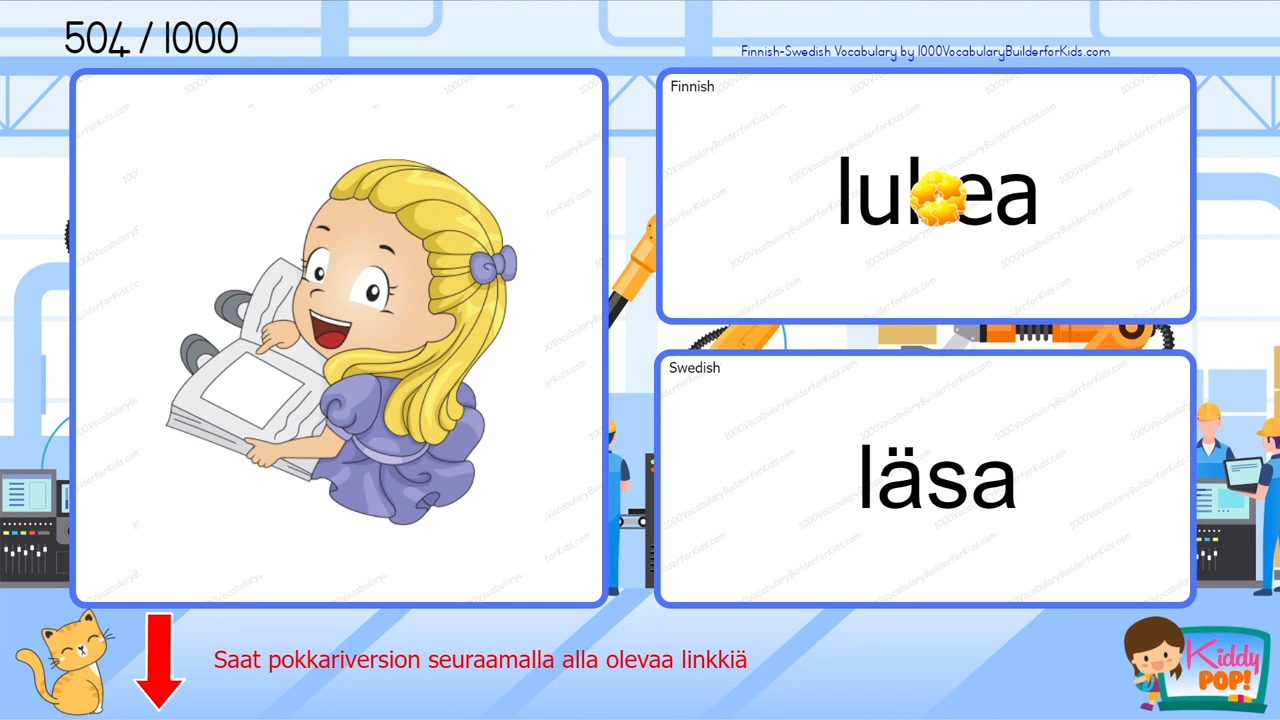 504 / 1000
Finnish-Swedish Vocabulary by 1000VocabularyBuilderforKids.com
Finnish
Swedish
läsa
Saat pokkariversion seuraamalla alla olevaa linkkiä
Kiddy
POP!